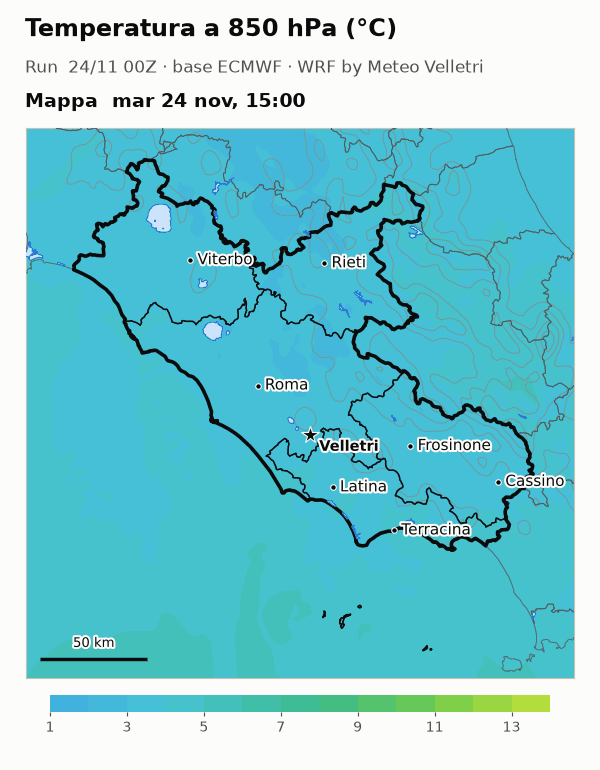 Temperatura a 850 hPa (°C)
Run  24/11 00Z · base ECMWF · WRF by Meteo Velletri
Mappa  mar 24 nov, 15:00
Viterbo
Rieti
Roma
Velletri
Frosinone
Cassino
Latina
Terracina
50 km
1 3 5 7 9 11 13